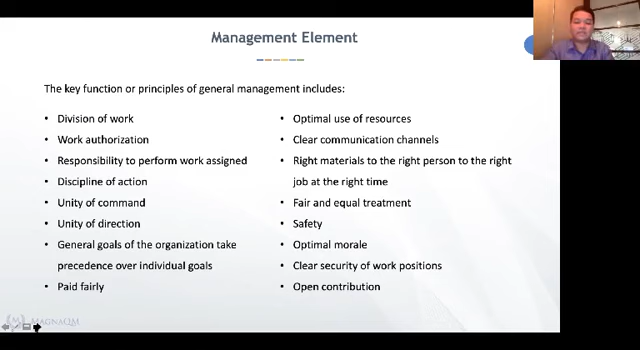 Management Element
The key function or principles of general management includes:
• Division of work
• Work authorization
• Responsibility to perform work assigned
• Discipline of action
• Unity of command
• Unity of direction
• General goals of the organization take
precedence over individual goals
• Paid fairly
• Optimal use of resources
• Clear communication channels
• Right materials to the right person to the right
job at the right time
• Fair and equal treatment
• Safety
• Optimal morale
• Clear security of work positions
• Open contribution
MAGNAQM